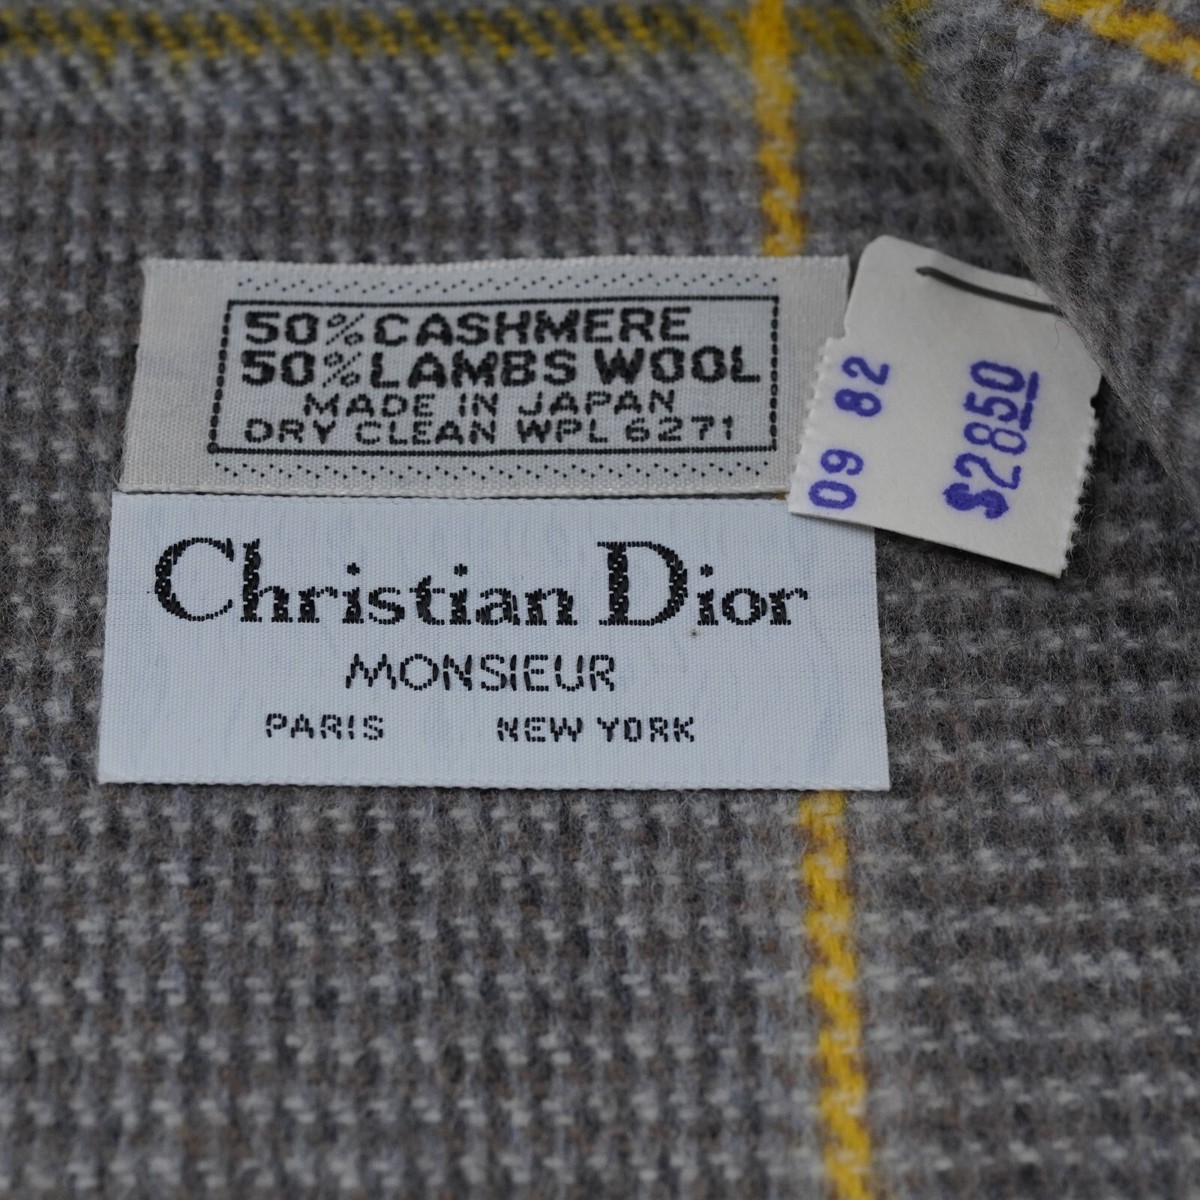 50% CASHMERE
50% LAMBS WOOL
MADE IN JAPAN
DRY CLEAN WPL 6271
Christian Dior
MONSIEUR
PARIS NEW YORK
09 82
$2850